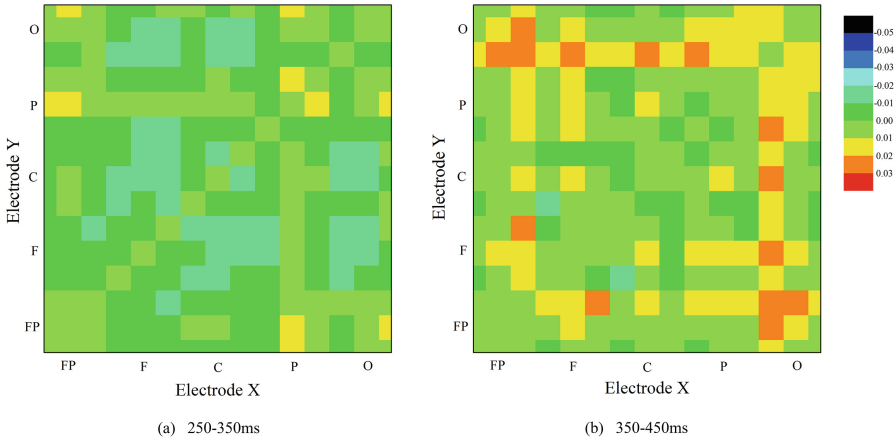 O
P
C
F
FP
Electrode Y
FP F C P O
Electrode X
(a) 250-350ms
O
P
C
F
FP
Electrode Y
FP F C P O
Electrode X
(b) 350-450ms
-0.05
-0.04
-0.03
-0.02
-0.01
0.00
0.01
0.02
0.03